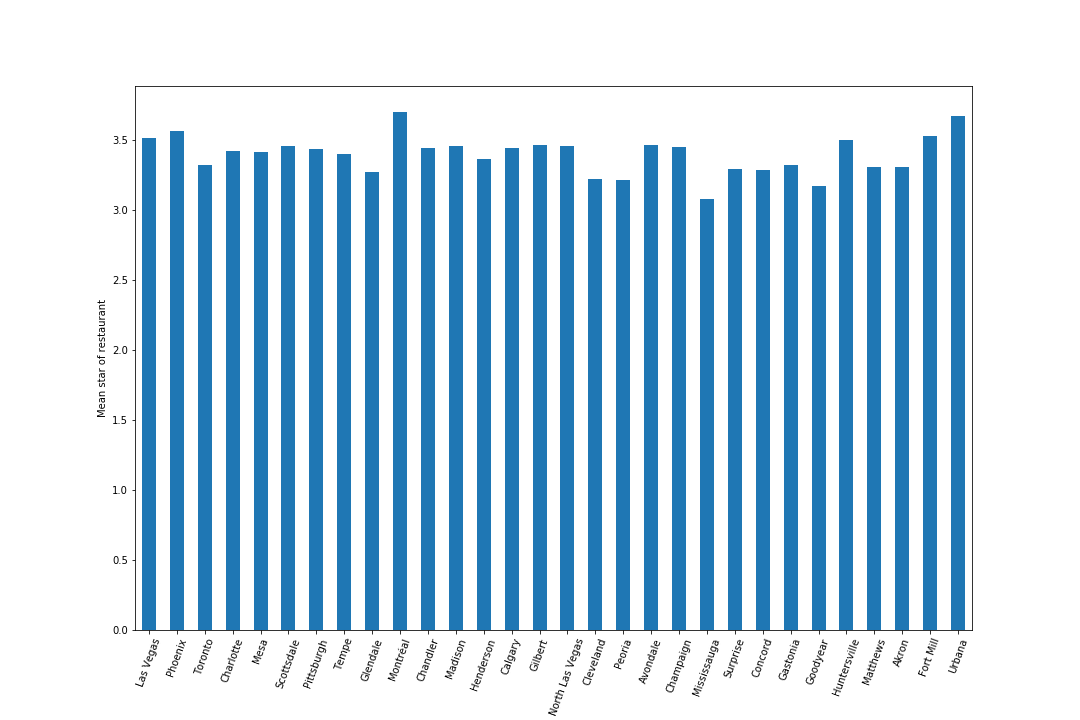 Mean star of restaurant
3.5
3.0
2.5
2.0
1.5
1.0
0.5
0.0
Las Vegas
Phoenix
Toronto
Charlotte
Mesa
Scottsdale
Pittsburgh
Tempe
Glendale
Montréal
Chandler
Madison
Henderson
Calgary
Gilbert
North Las Vegas
Cleveland
Peoria
Avondale
Champaign
Mississauga
Surprise
Concord
Gastonia
Goodyear
Huntersville
Matthews
Akron
Fort Mill
Urbana